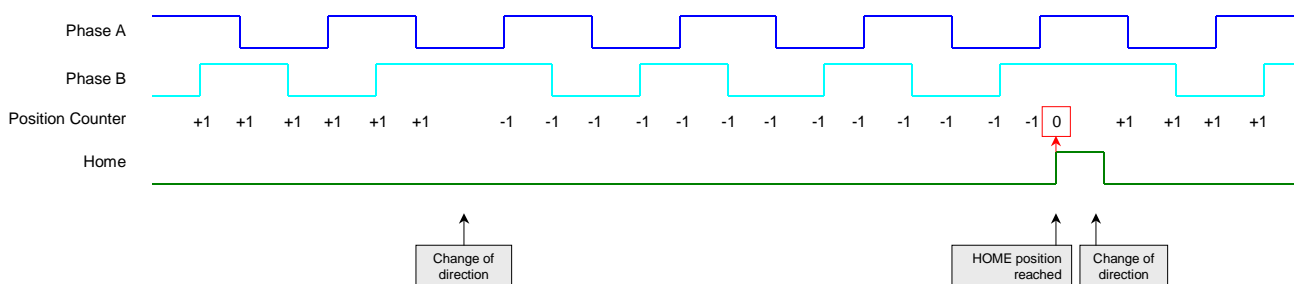 Phase A
Phase B
Position Counter +1 +1 +1 +1 +1 +1 -1 -1 -1 -1 -1 -1 -1 -1 -1 -1 -1 -1 -1 0 +1 +1 +1 +1
Home
Change of
direction
HOME position
reached
Change of
direction